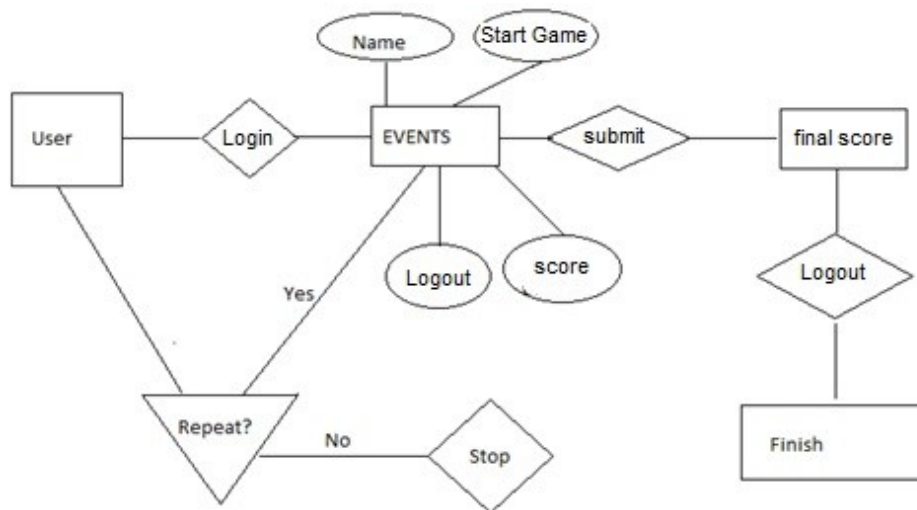 Name
Start Game
User
Login
EVENTS
submit
final score
Logout
score
Logout
Yes
Repeat?
No
Stop
Finish